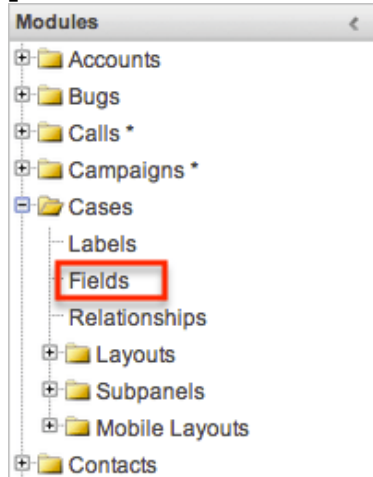 Modules
Accounts
Bugs
Calls *
Campaigns *
Cases
Labels
Fields
Relationships
Layouts
Subpanels
Mobile Layouts
Contacts